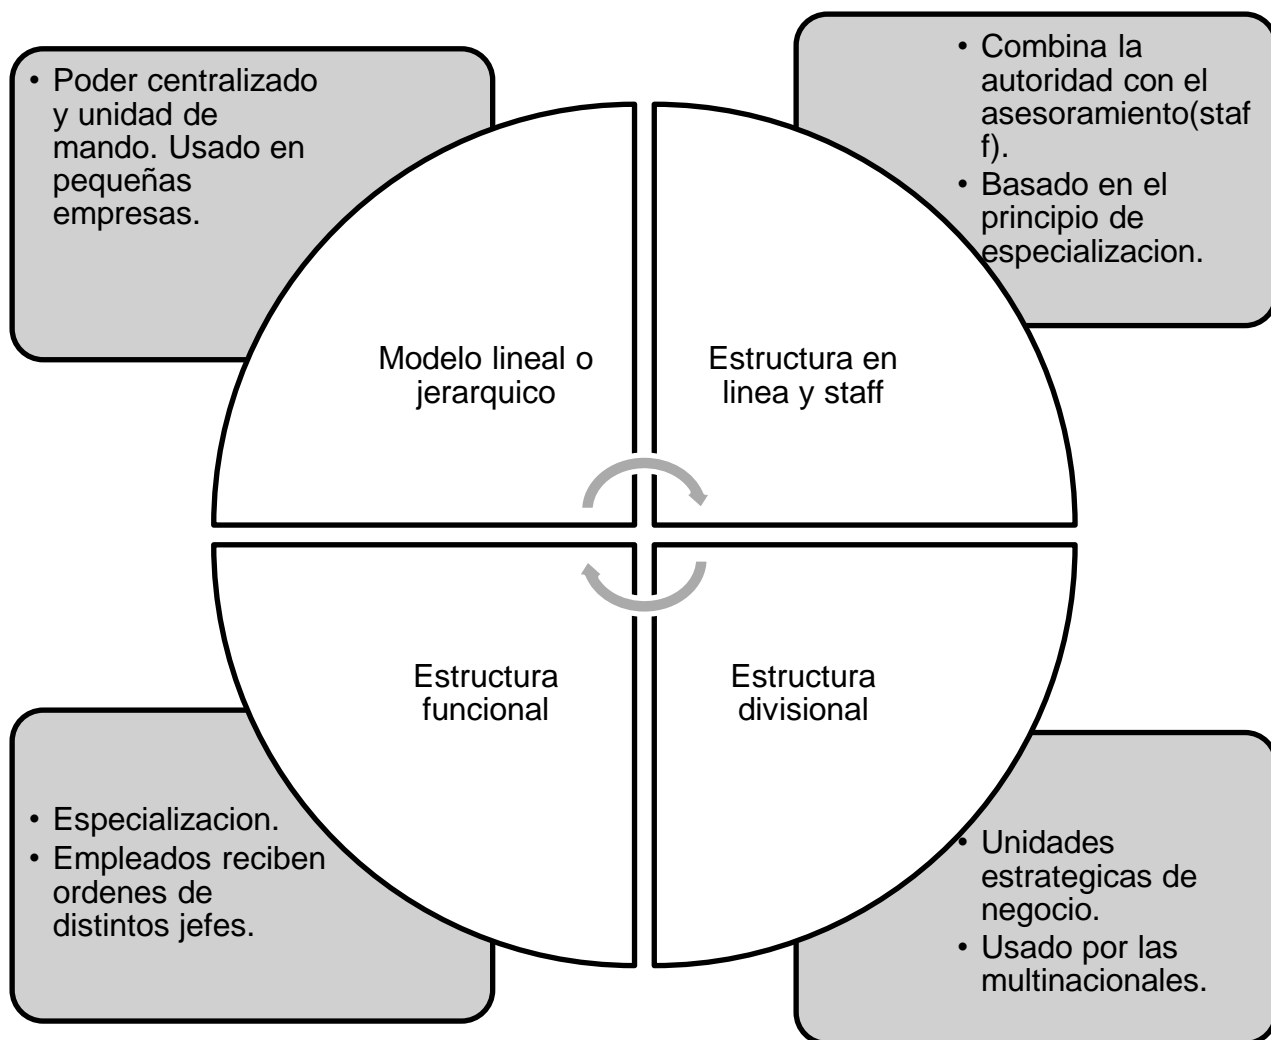 • Poder centralizado
y unidad de
mando. Usado en
pequeñas
empresas.
• Combina la
autoridad con el
asesoramiento(staf
f).
• Basado en el
principio de
especializacion.
Modelo lineal o
jerarquico
Estructura en
linea y staff
Estructura
funcional
Estructura
divisional
• Especializacion.
• Empleados reciben
ordenes de
distintos jefes.
• Unidades
estrategicas de
negocio.
• Usado por las
multinacionales.